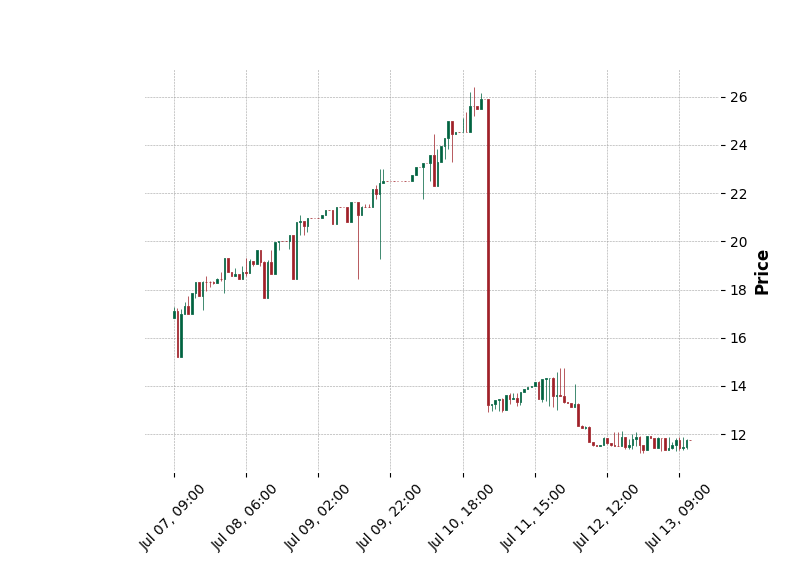 26
24
22
20
18
16
14
12
Price
Jul 07, 09:00
Jul 08, 06:00
Jul 09, 02:00
Jul 09, 22:00
Jul 10, 18:00
Jul 11, 15:00
Jul 12, 12:00
Jul 13, 09:00